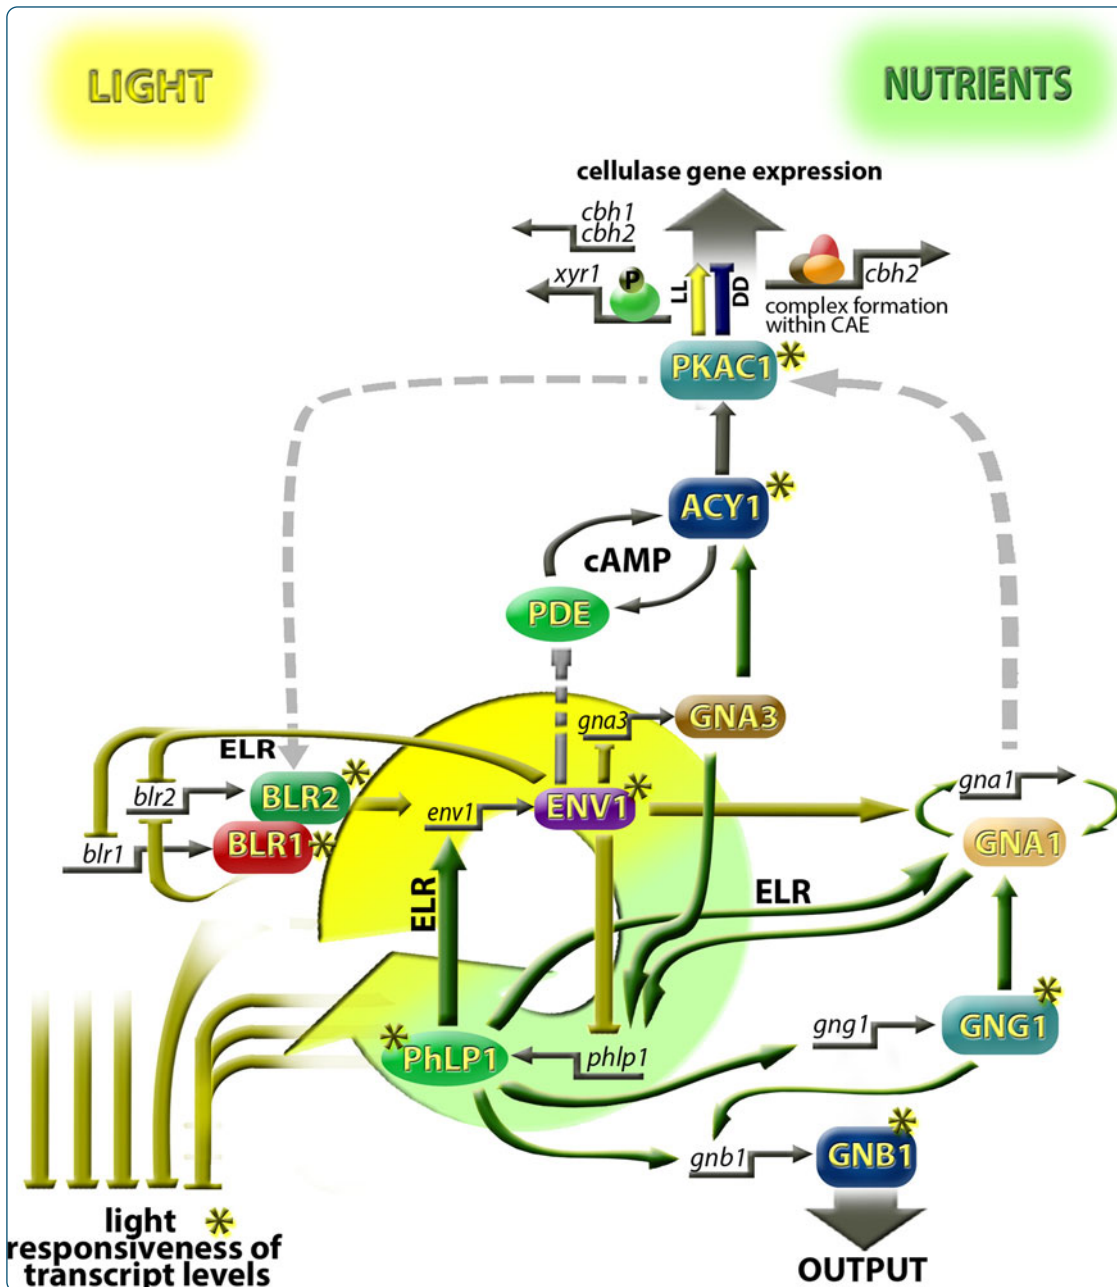 LIGHT
NUTRIENTS
cellulase gene expression
cbh1
cbh2
xyr1
P
LL
DD
cbh2
complex formation
within CAE
PKAC1
*
ACY1
*
cAMP
PDE
gna3
GNA3
ELR
blr2
BLR2
*
env1
ENV1
*
gna1
blr1
BLR1
*
GNA1
ELR
ELR
*
PhLP1
phlp1
gng1
GNG1
*
gnb1
GNB1
*
light *
responsiveness of
transcript levels
OUTPUT